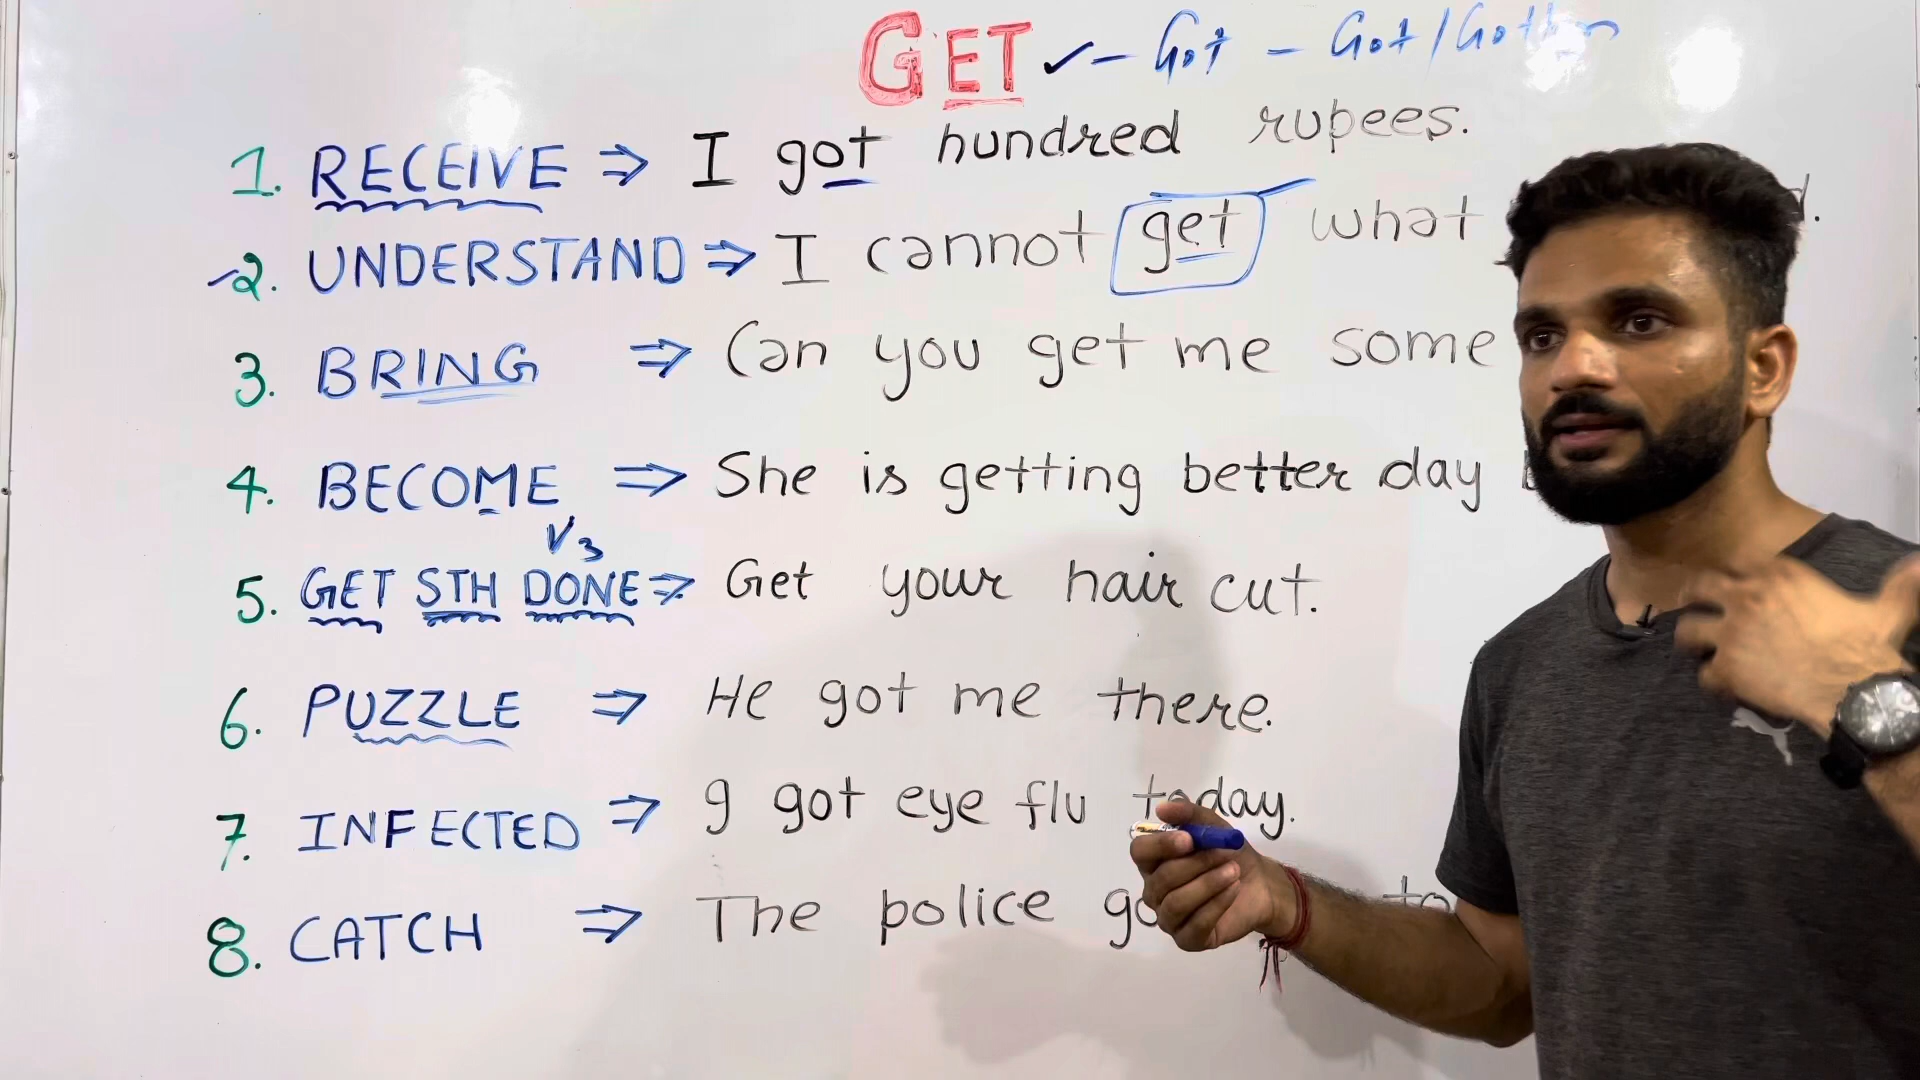 GET ✓ - Got - Got/Gotten
1. RECEIVE ⇒ I got hundred rupees.
2. UNDERSTAND ⇒ I cannot get what
3. BRING ⇒ Can you get me some
4. BECOME ⇒ She is getting better day
V3
5. GET STH DONE ⇒ Get your hair cut.
6. PUZZLE ⇒ He got me there.
7. INFECTED ⇒ I got eye flu today.
8. CATCH ⇒ The police